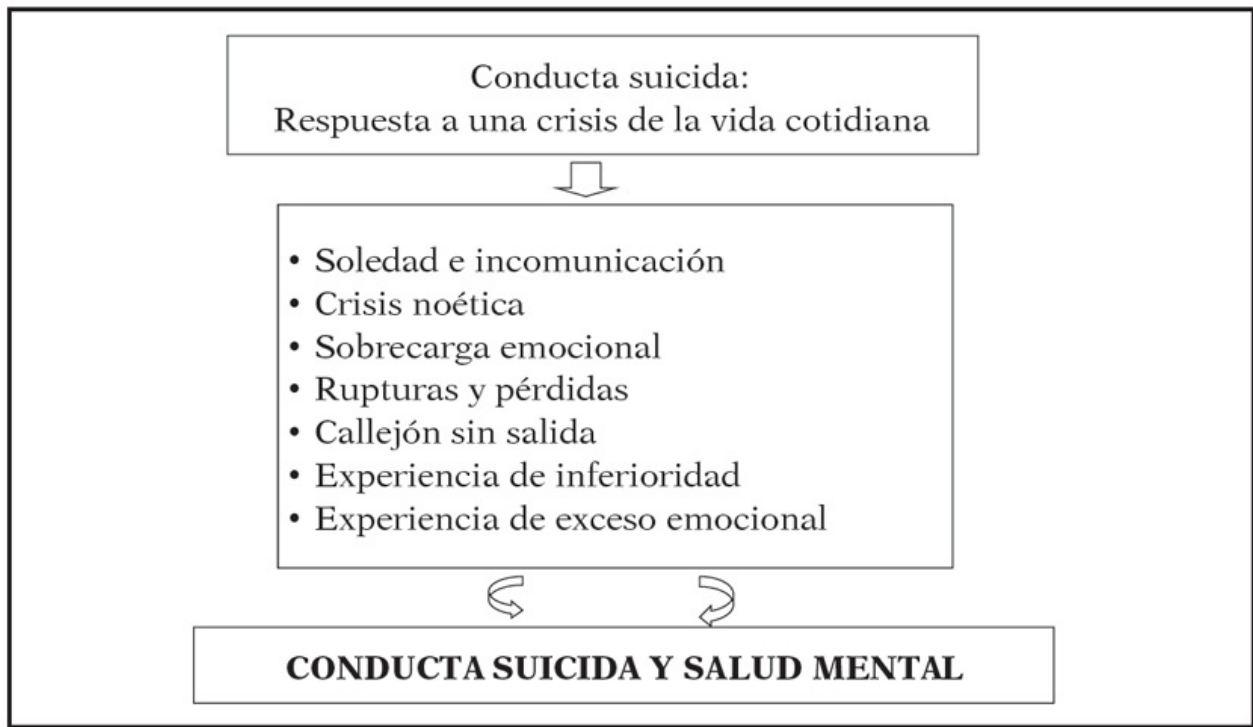 Conducta suicida:
Respuesta a una crisis de la vida cotidiana
• Soledad e incomunicación
• Crisis noética
• Sobrecarga emocional
• Rupturas y pérdidas
• Callejón sin salida
• Experiencia de inferioridad
• Experiencia de exceso emocional
CONDUCTA SUICIDA Y SALUD MENTAL